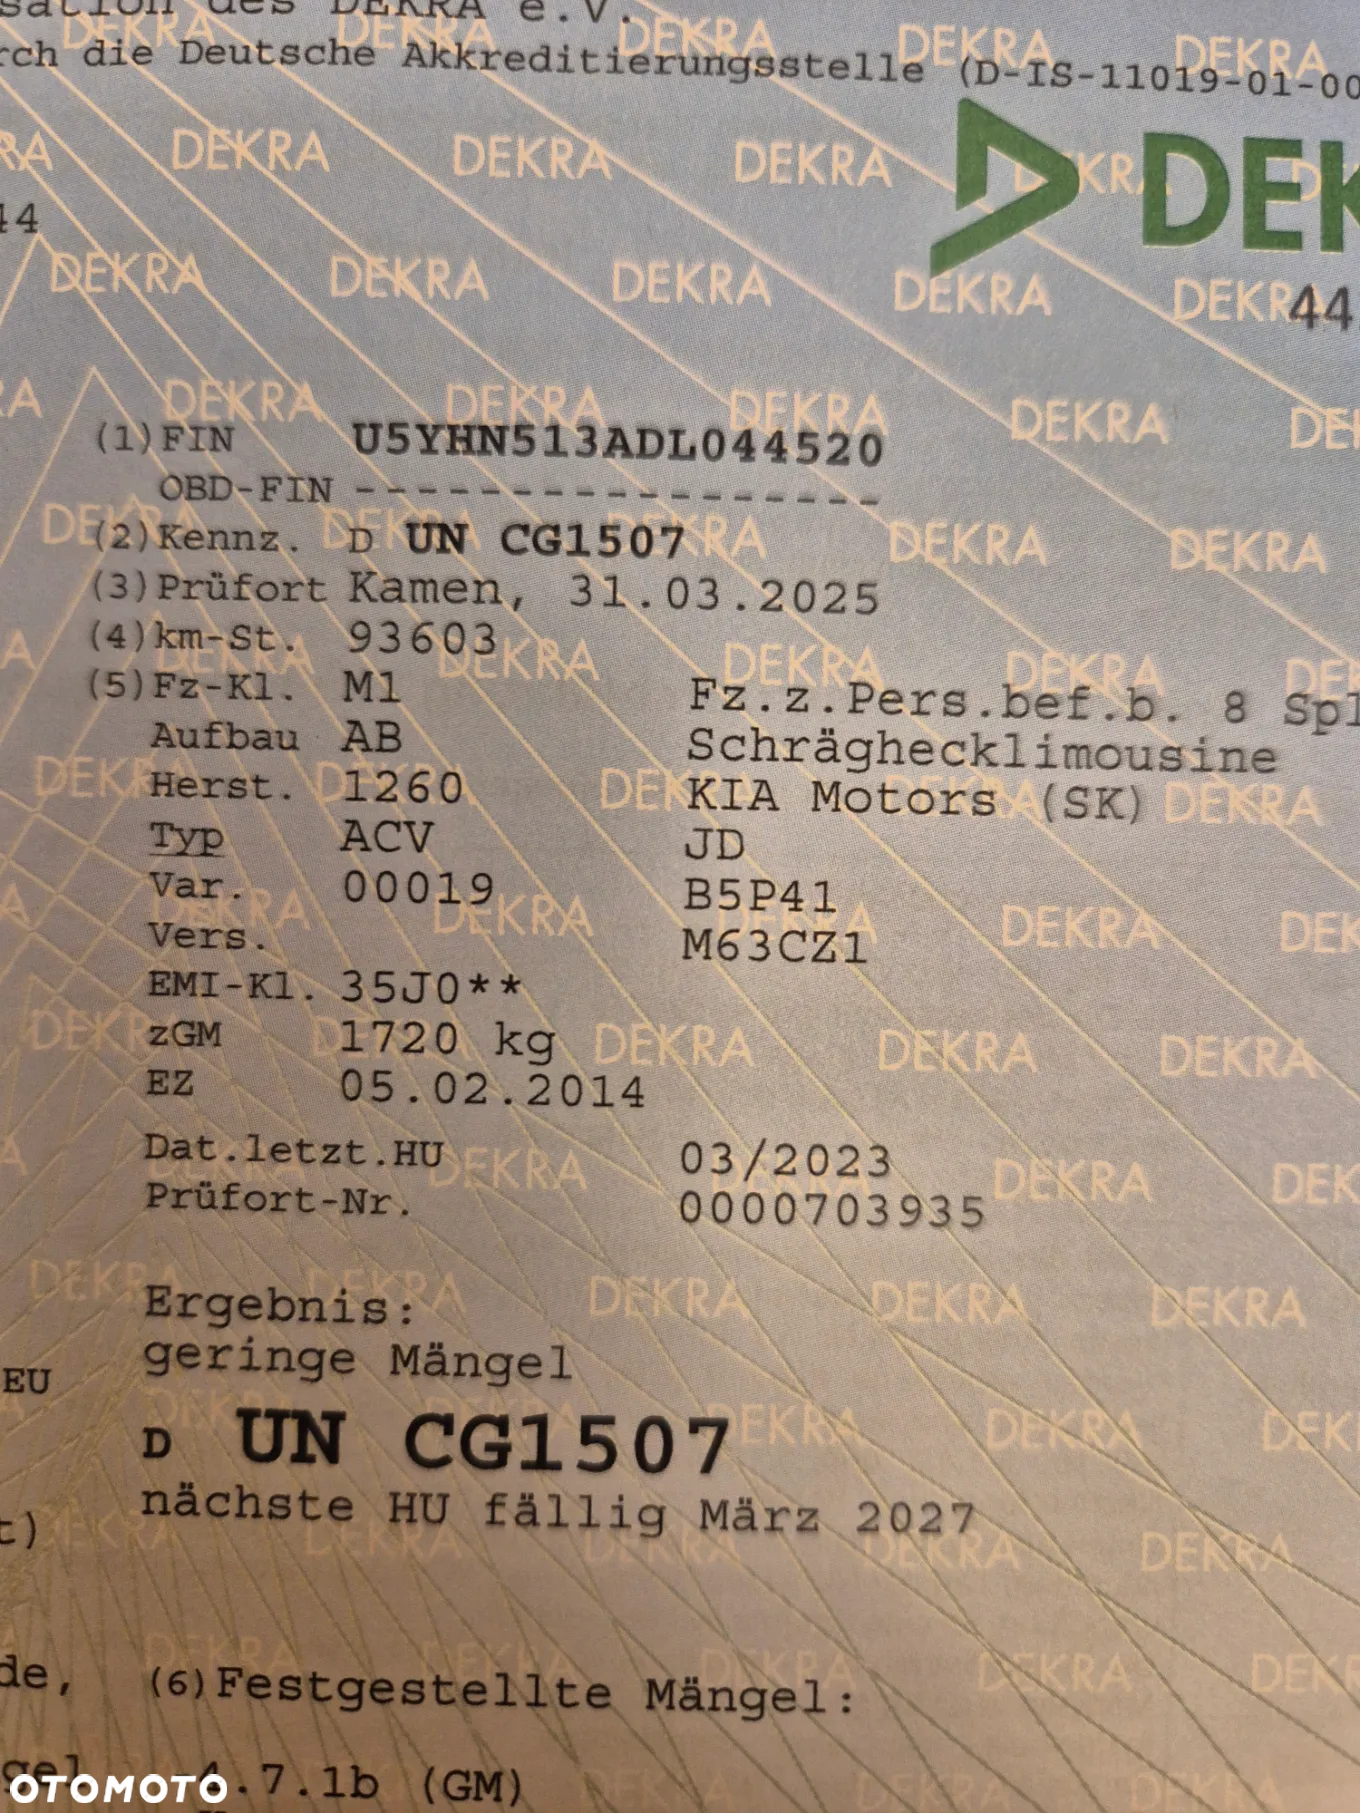 sation des DEKRA e.V.
rch die Deutsche Akkreditierungsstelle (D-IS-11019-01-00
DEK
44
44
(1) FIN U5YHN513ADL044520
OBD-FIN -----------------
(2) Kennz. D UN CG1507
(3) Prüfort Kamen, 31.03.2025
(4) km-St. 93603
(5) Fz-Kl. M1 Fz.z.Pers.bef.b. 8 Spl
Aufbau AB Schräghecklimousine
Herst. 1260 KIA Motors (SK)
Typ ACV JD
Var. 00019 B5P41
Vers. M63CZ1
EMI-Kl. 35J0**
zGM 1720 kg
EZ 05.02.2014
Dat.letzt.HU 03/2023
Prüfort-Nr. 0000703935
Ergebnis:
geringe Mängel
EU
D UN CG1507
nächste HU fällig März 2027
t)
de, (6) Festgestellte Mängel:
gel 4.7.1b (GM)
OTOMOTO